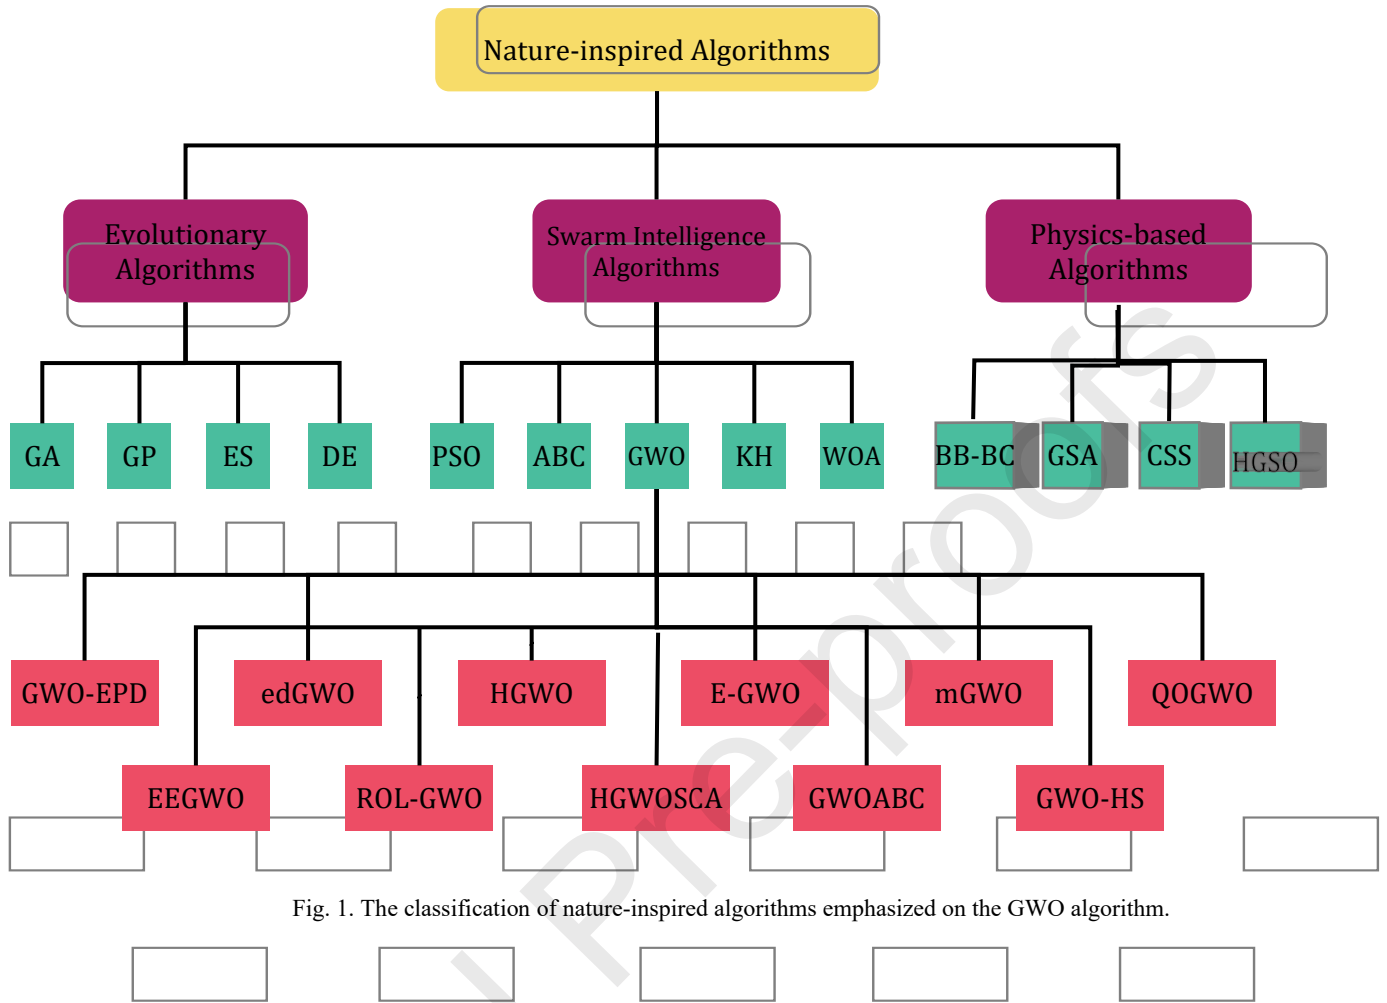 Nature-inspired Algorithms
Evolutionary
Algorithms
Swarm Intelligence
Algorithms
Physics-based
Algorithms
GA
GP
ES
DE
PSO
ABC
GWO
KH
WOA
BB-BC
GSA
CSS
HGSO
GWO-EPD
edGWO
HGWO
E-GWO
mGWO
QOGWO
EEGWO
ROL-GWO
HGWOSCA
GWOABC
GWO-HS
Fig. 1. The classification of nature-inspired algorithms emphasized on the GWO algorithm.
Pre-proofs